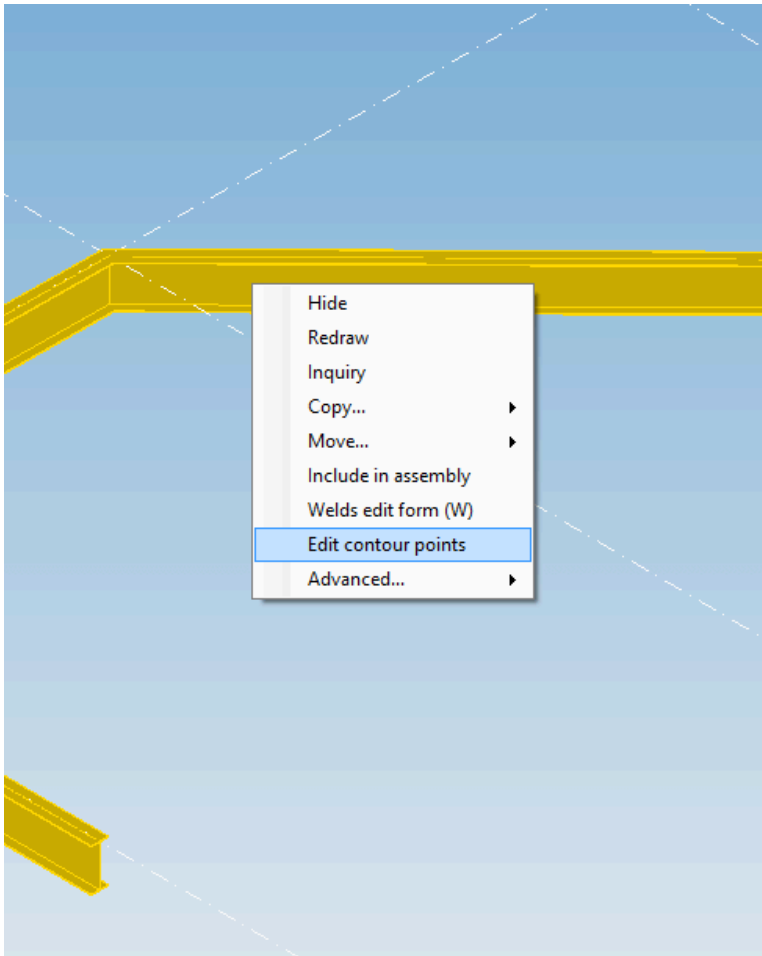 Hide
Redraw
Inquiry
Copy...
Move...
Include in assembly
Welds edit form (W)
Edit contour points
Advanced...